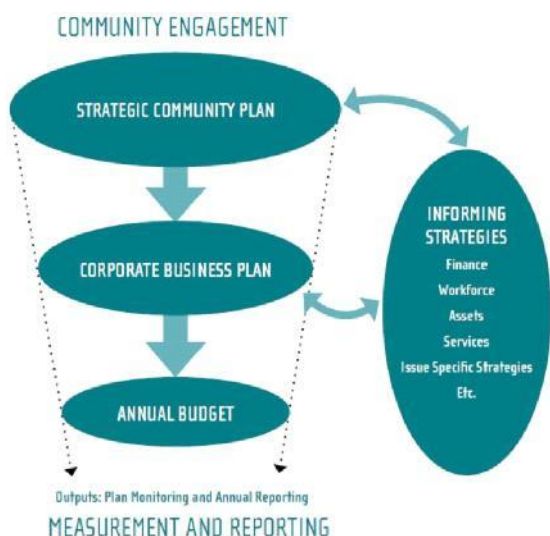 COMMUNITY ENGAGEMENT
STRATEGIC COMMUNITY PLAN
CORPORATE BUSINESS PLAN
ANNUAL BUDGET
INFORMING
STRATEGIES
Finance
Workforce
Assets
Services
Issue Specific Strategies
Etc.
Outputs: Plan Monitoring and Annual Reporting
MEASUREMENT AND REPORTING